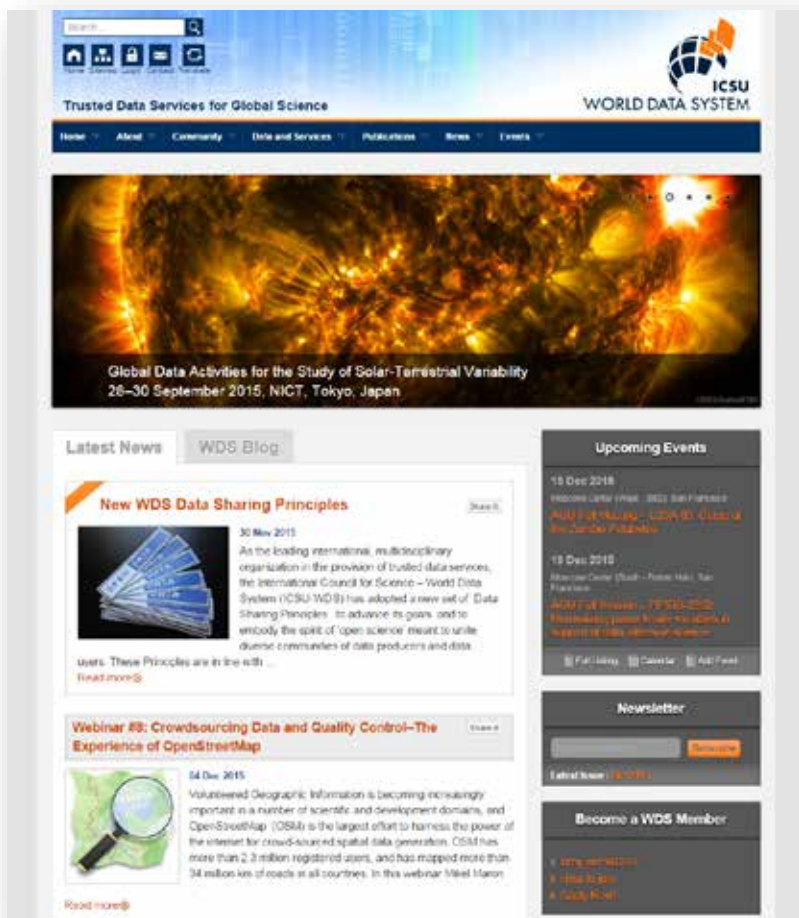 Search...
Home Sitemap Login Contact Translate
Trusted Data Services for Global Science
ICSU
WORLD DATA SYSTEM
Home About Community Data and Services Publications News Events
Global Data Activities for the Study of Solar-Terrestrial Variability
28–30 September 2015, NICT, Tokyo, Japan
Latest News
WDS Blog
New WDS Data Sharing Principles
30 Nov 2015
As the leading international, multidisciplinary
organization in the provision of trusted data services,
the International Council for Science – World Data
System (ICSU-WDS) has adopted a new set of Data
Sharing Principles to advance its goals and to
embody the spirit of 'open science' meant to unite
diverse communities of data producers and data
users. These Principles are in line with ...
Read more
Webinar #8: Crowdsourcing Data and Quality Control–The
Experience of OpenStreetMap
04 Dec 2015
Volunteered Geographic Information is becoming increasingly
important in a number of scientific and development domains, and
OpenStreetMap (OSM) is the largest effort to harness the power of
the internet for crowd-sourced spatial data generation. OSM has
more than 2.3 million registered users, and has mapped more than
34 million km of roads in all countries. In this webinar Mikel Maron
Read more
Upcoming Events
Dec 2015
San Francisco
Dec 2015
San
Francisco
Full Listing Calendar Add Event
Newsletter
Subscribe
Latest Issue
Become a WDS Member